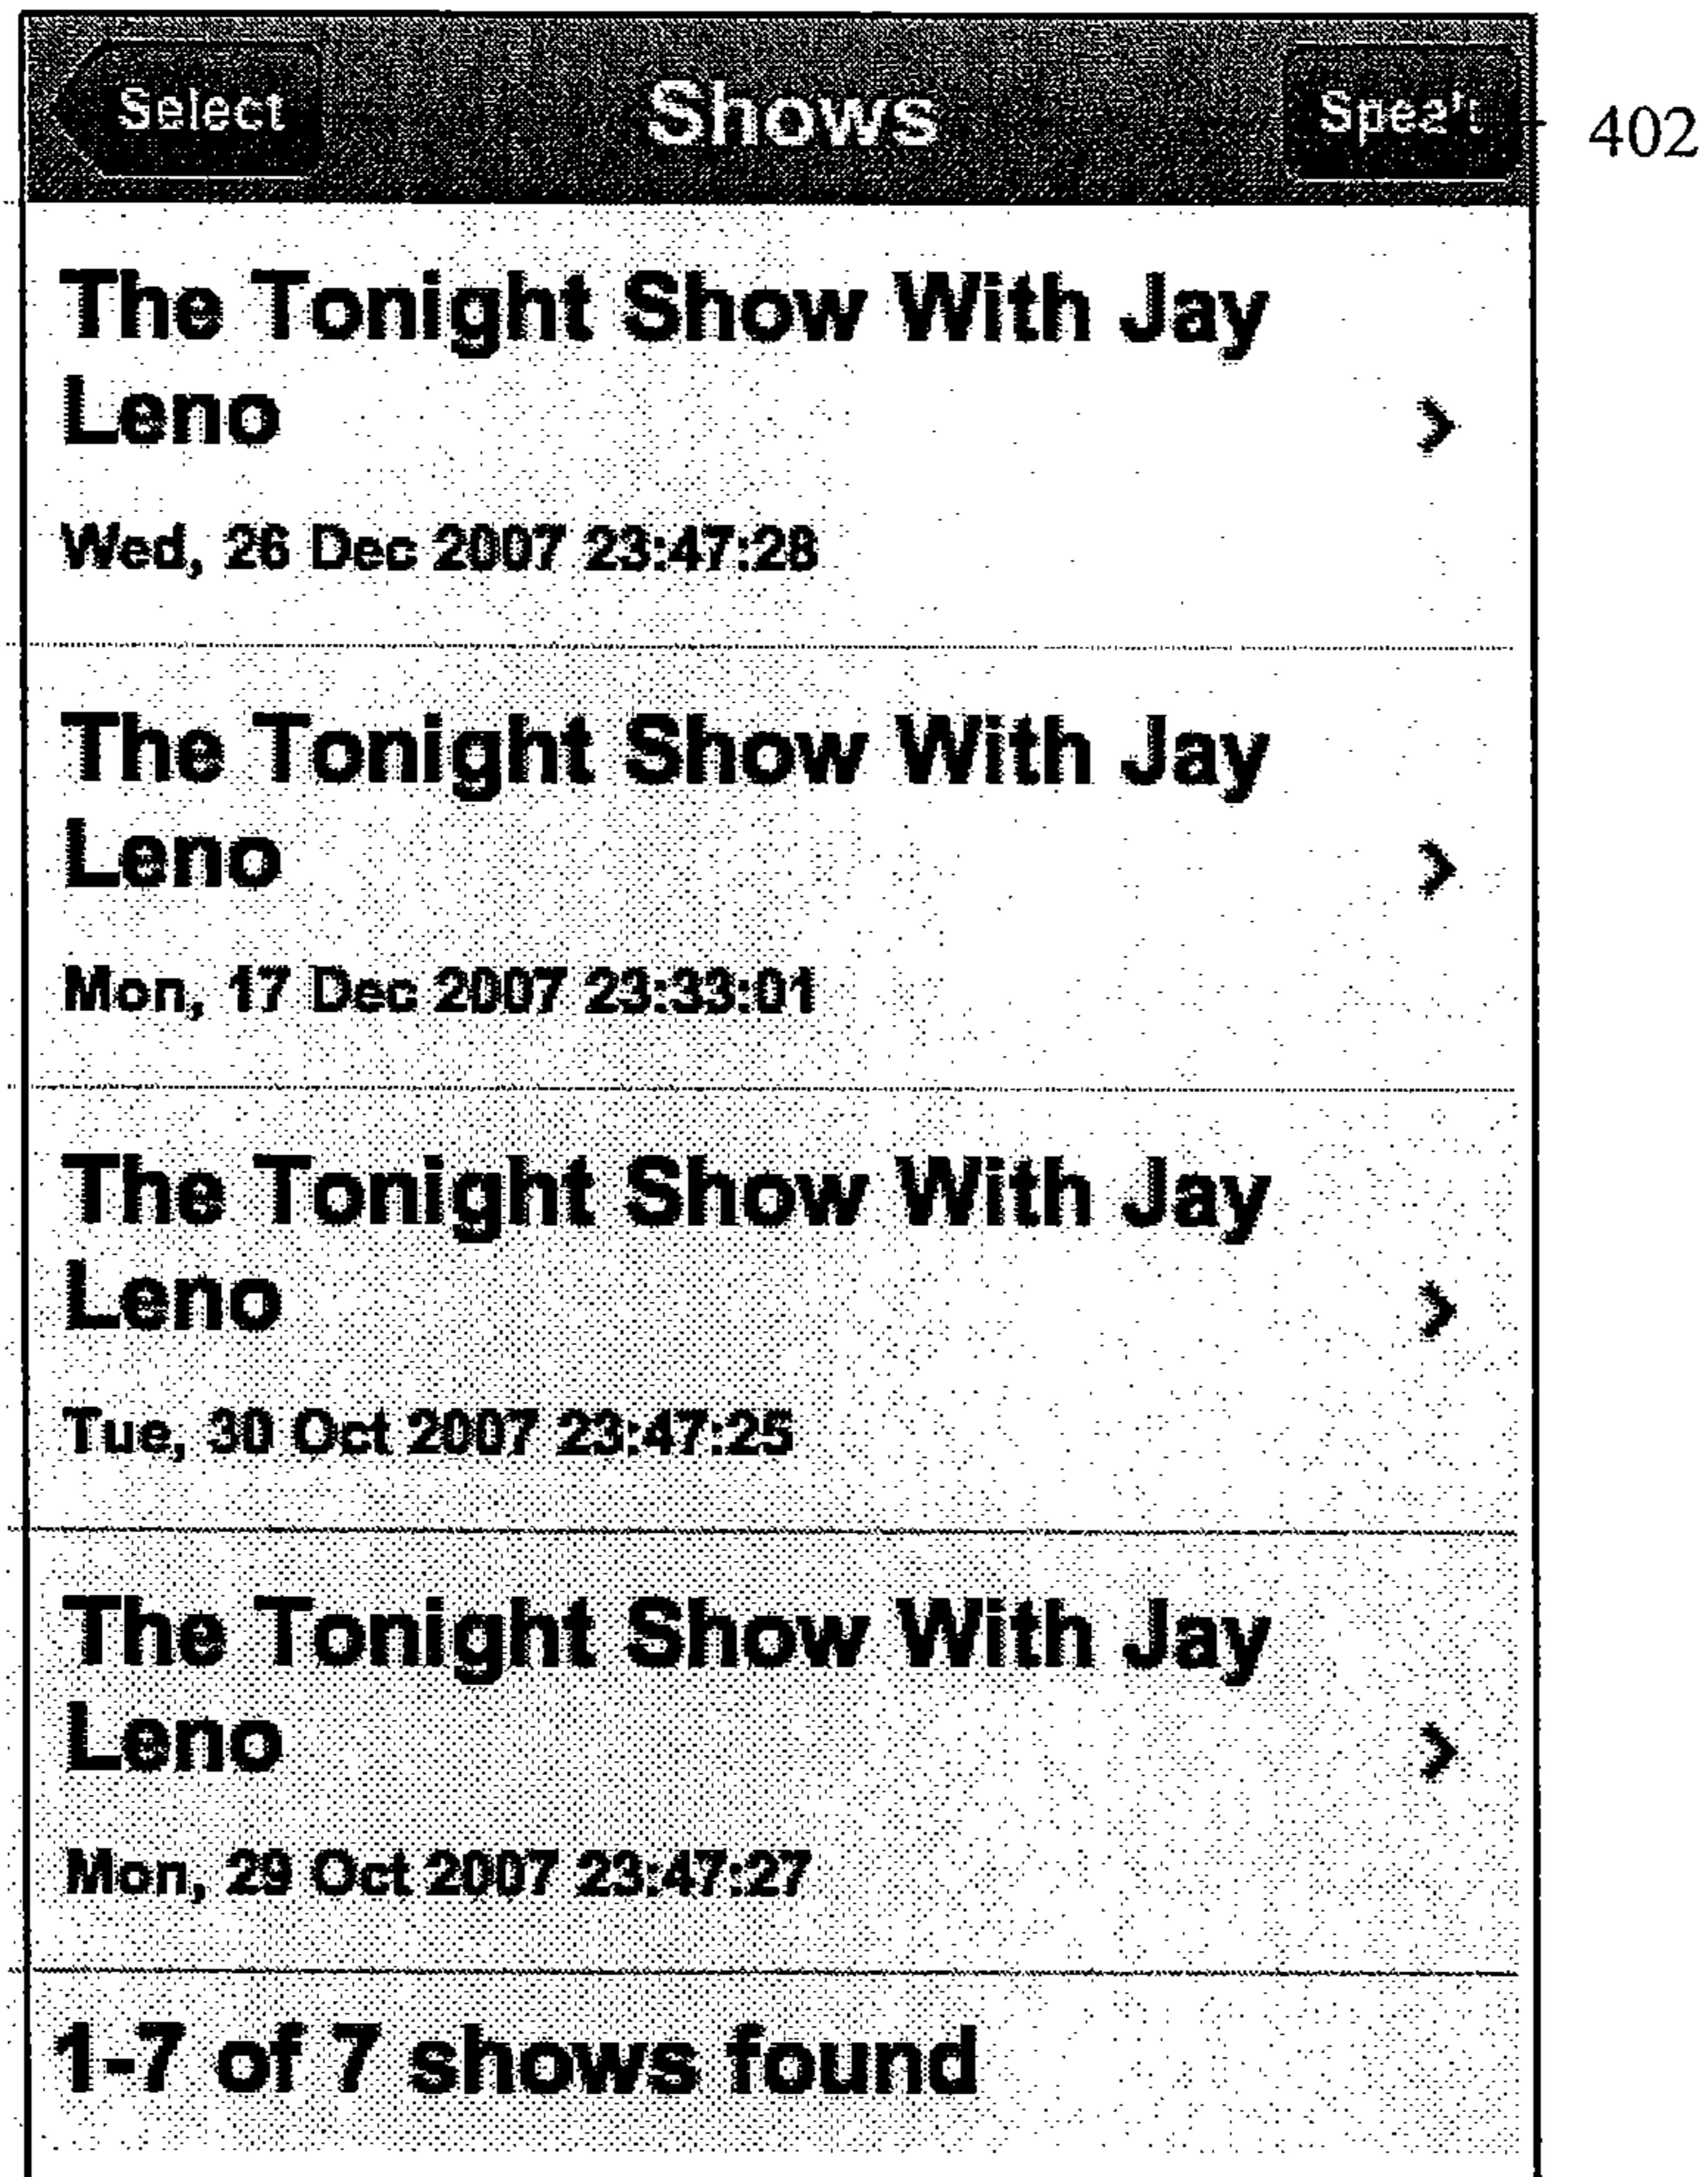 Select Shows Speak 402
The Tonight Show With Jay
Leno
>
Wed, 26 Dec 2007 23:47:28
The Tonight Show With Jay
Leno
>
Mon, 17 Dec 2007 23:33:01
The Tonight Show With Jay
Leno
>
Tue, 30 Oct 2007 23:47:25
The Tonight Show With Jay
Leno
>
Mon, 29 Oct 2007 23:47:27
1-7 of 7 shows found